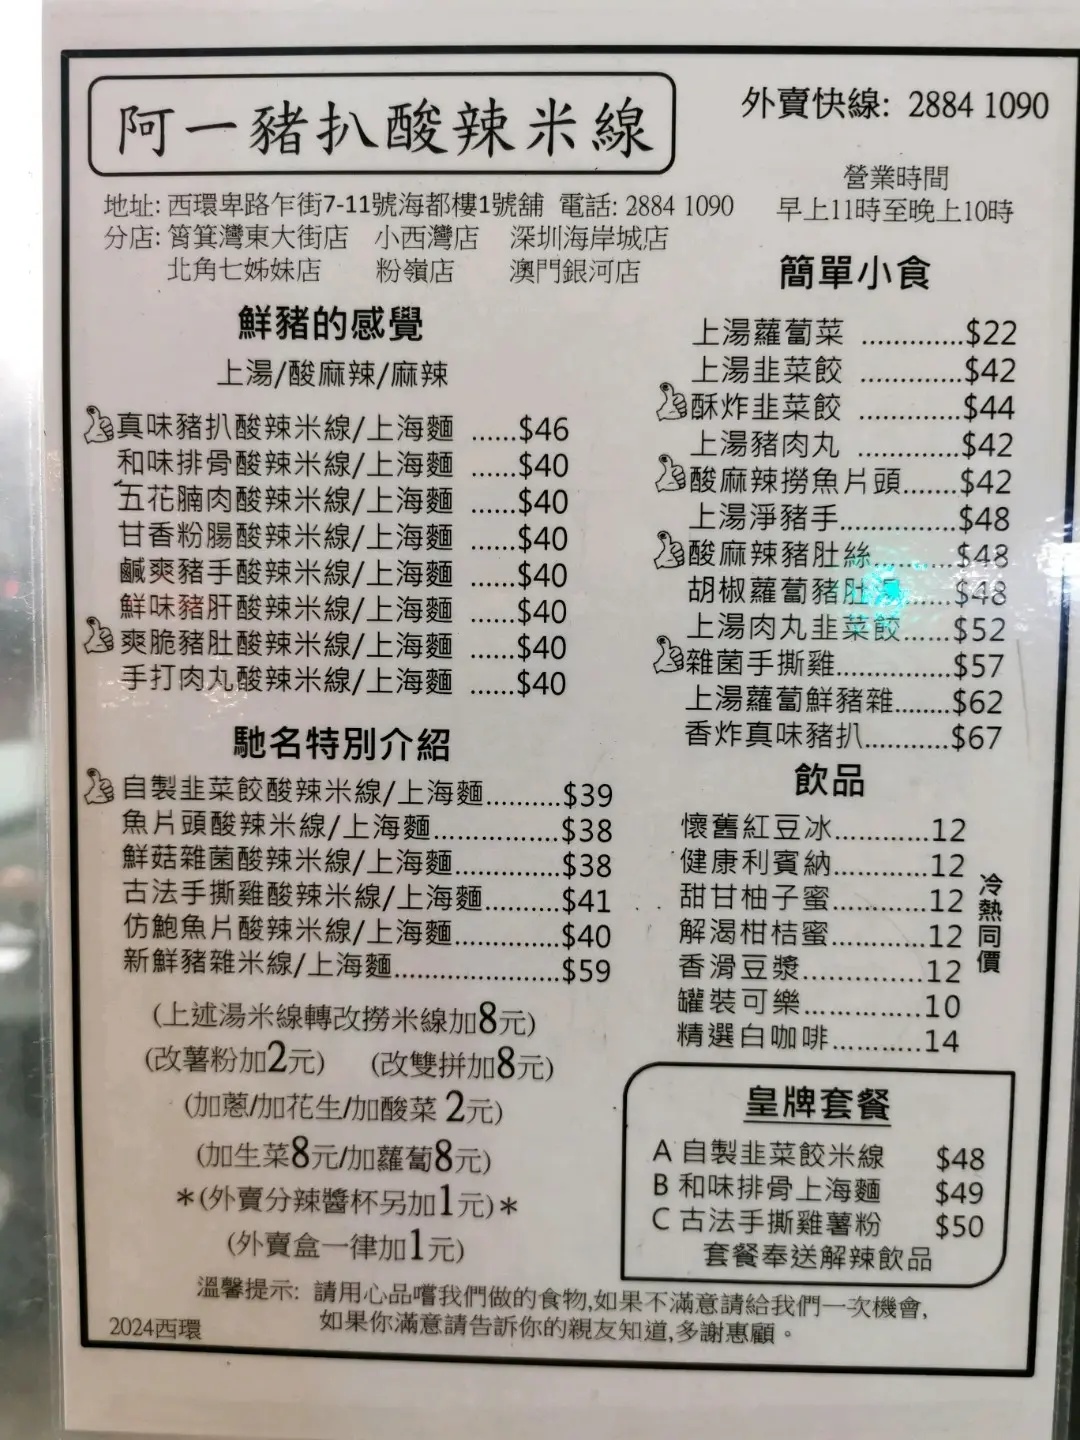 阿一豬扒酸辣米線
外賣快線: 2884 1090
營業時間
早上11時至晚上10時
地址: 西環卑路乍街7-11號海都樓1號舖 電話: 2884 1090
分店: 筲箕灣東大街店 小西灣店 深圳海岸城店
北角七姊妹店 粉嶺店 澳門銀河店
鮮豬的感覺
上湯/酸麻辣/麻辣
真味豬扒酸辣米線/上海麵 ......$46
和味排骨酸辣米線/上海麵 ......$40
五花腩肉酸辣米線/上海麵 ......$40
甘香粉腸酸辣米線/上海麵 ......$40
鹹爽豬手酸辣米線/上海麵 ......$40
鮮味豬肝酸辣米線/上海麵 ......$40
爽脆豬肚酸辣米線/上海麵 ......$40
手打肉丸酸辣米線/上海麵 ......$40
馳名特別介紹
自製韭菜餃酸辣米線/上海麵..........$39
魚片頭酸辣米線/上海麵.................$38
鮮菇雜菌酸辣米線/上海麵..............$38
古法手撕雞酸辣米線/上海麵..........$41
仿鮑魚片酸辣米線/上海麵..............$40
新鮮豬雜米線/上海麵......................$59
(上述湯米線轉改撈米線加8元)
(改薯粉加2元) (改雙拼加8元)
(加蔥/加花生/加酸菜 2元)
(加生菜8元/加蘿蔔8元)
*(外賣分辣醬杯另加1元)*
(外賣盒一律加1元)
簡單小食
上湯蘿蔔菜 .............$22
上湯韭菜餃 .............$42
酥炸韭菜餃 .............$44
上湯豬肉丸 .............$42
酸麻辣撈魚片頭.......$42
上湯淨豬手..............$48
酸麻辣豬肚絲..........$48
胡椒蘿蔔豬肚湯.......$48
上湯肉丸韭菜餃......$52
雜菌手撕雞..............$57
上湯蘿蔔鮮豬雜.......$62
香炸真味豬扒..........$67
飲品
懷舊紅豆冰...........12
健康利賓納...........12
甜甘柚子蜜...........12
解渴柑桔蜜...........12
香滑豆漿...............12
冷熱同價
罐裝可樂..............10
精選白咖啡...........14
皇牌套餐
A 自製韭菜餃米線 $48
B 和味排骨上海麵 $49
C 古法手撕雞薯粉 $50
套餐奉送解辣飲品
溫馨提示: 請用心品嚐我們做的食物,如果不滿意請給我們一次機會,
如果你滿意請告訴你的親友知道,多謝惠顧。
2024西環